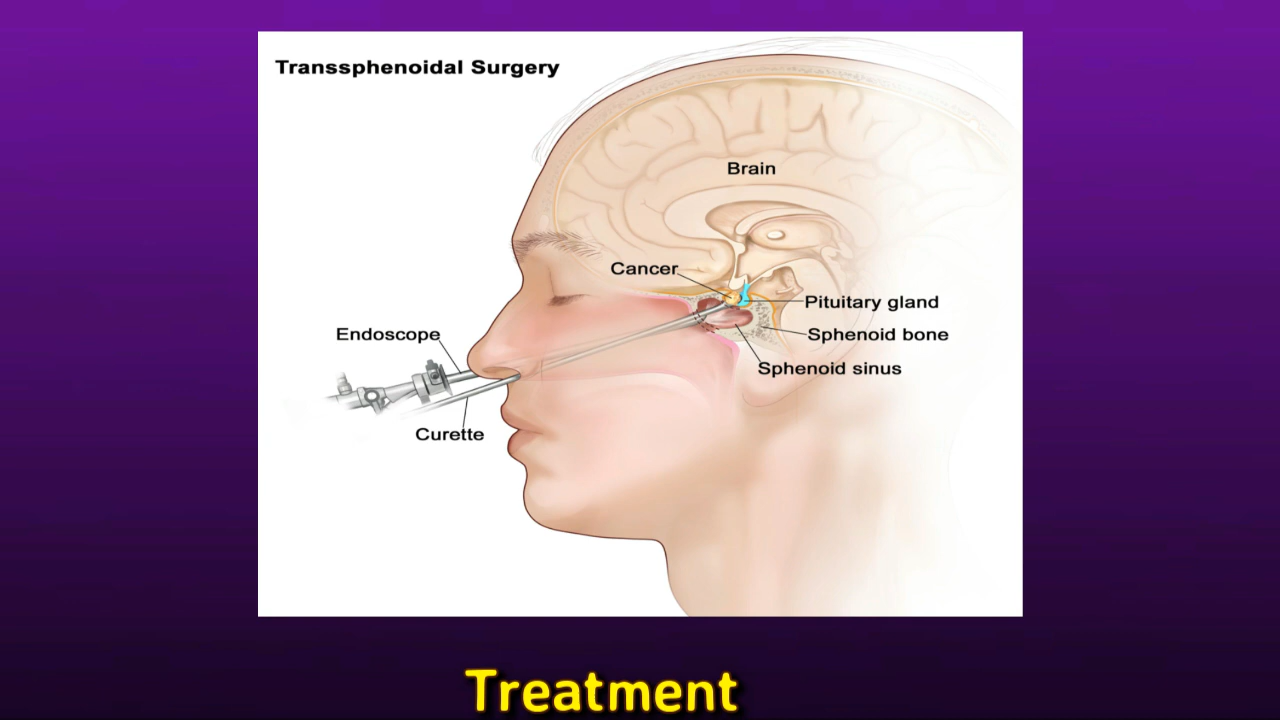 Transsphenoidal Surgery
Brain
Cancer
Pituitary gland
Endoscope
Sphenoid bone
Sphenoid sinus
Curette
Treatment